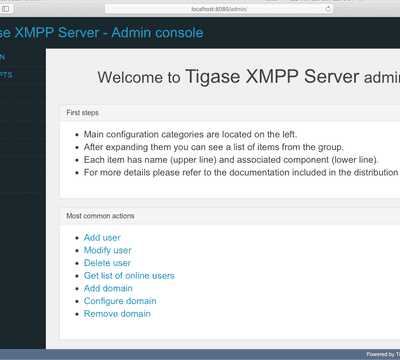 localhost:8080/admin/
se XMPP Server - Admin console
N
PTS
Welcome to Tigase XMPP Server admin
First steps
Main configuration categories are located on the left.
After expanding them you can see a list of items from the group.
Each item has name (upper line) and associated component (lower line).
For more details please refer to the documentation included in the distribution
Most common actions
Add user
Modify user
Delete user
Get list of online users
Add domain
Configure domain
Remove domain
Powered by Ti